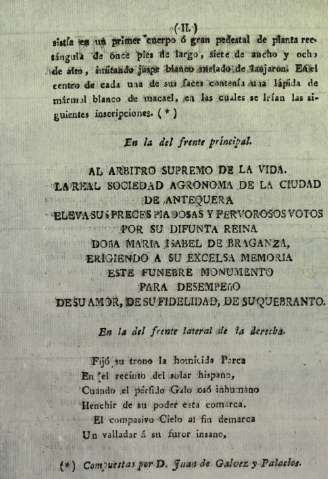 (II.)
sistía en un primer cuerpo ó gran pedestal de planta rec-
tángula de once pies de largo, siete de ancho y ocho
de alto, imitando jaspe blanco melado de Lanjaron. En el
centro de cada una de sus faces contenía una lápida de
mármol blanco de macael, en las cuales se leían las si-
guientes inscripciones. (*)
En la del frente principal.
AL ARBITRO SUPREMO DE LA VIDA.
LA REAL SOCIEDAD AGRÓNOMA DE LA CIUDAD
DE ANTEQUERA
ELEVA SUS PRECES PIADOSAS Y FERVOROSOS VOTOS
POR SU DIFUNTA REINA
DOÑA MARIA ISABEL DE BRAGANZA,
ERIGIENDO A SU EXCELSA MEMORIA
ESTE FUNEBRE MONUMENTO
PARA DESEMPEÑO
DE SU AMOR, DE SU FIDELIDAD, DE SU QUEBRANTO.
En la del frente lateral de la derecha.
Fijó su trono la homicida Parca
En el recinto del solar hispano,
Cuando el pérfido Galo osó inhumano
Henchir de su poder esta comarca.
El compasivo Cielo al fin demarca
Un valladar á su furor insano,
(*) Compuestas por D. Juan de Galvez y Palacios.